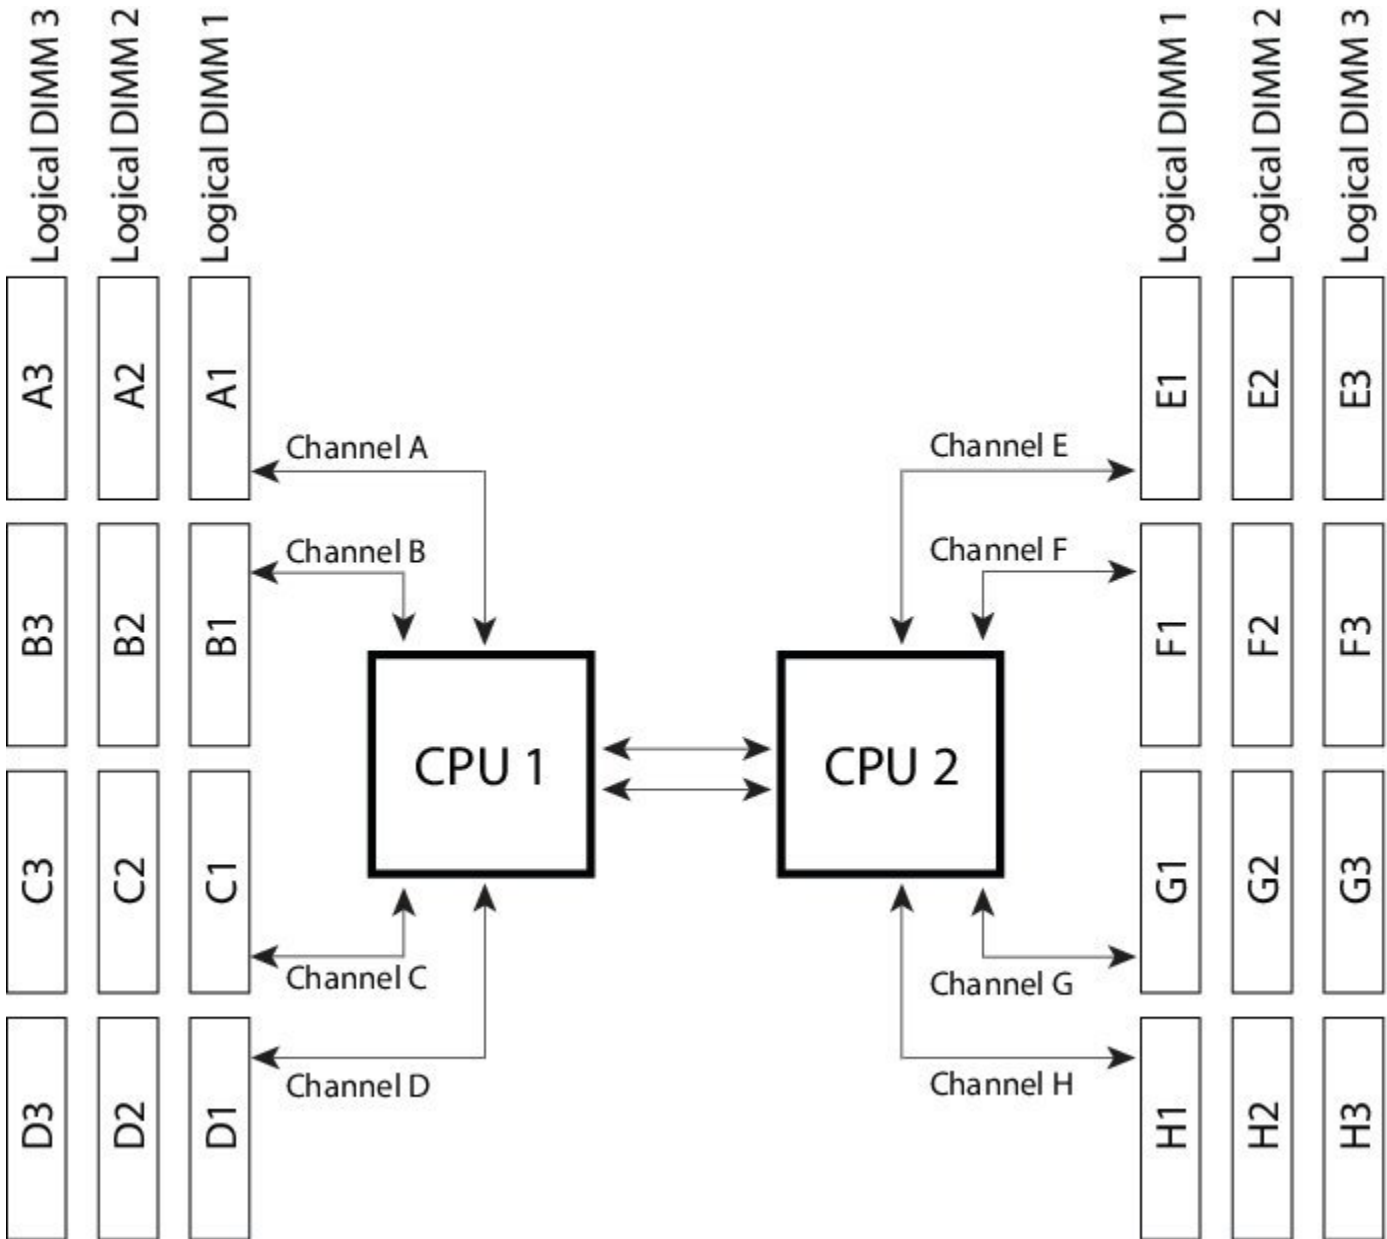 Logical DIMM 3
Logical DIMM 2
Logical DIMM 1
Logical DIMM 1
Logical DIMM 2
Logical DIMM 3
A3
A2
A1
E1
E2
E3
Channel A
Channel E
Channel B
Channel F
B3
B2
B1
F1
F2
F3
CPU 1
CPU 2
C3
C2
C1
G1
G2
G3
Channel C
Channel G
Channel D
Channel H
D3
D2
D1
H1
H2
H3